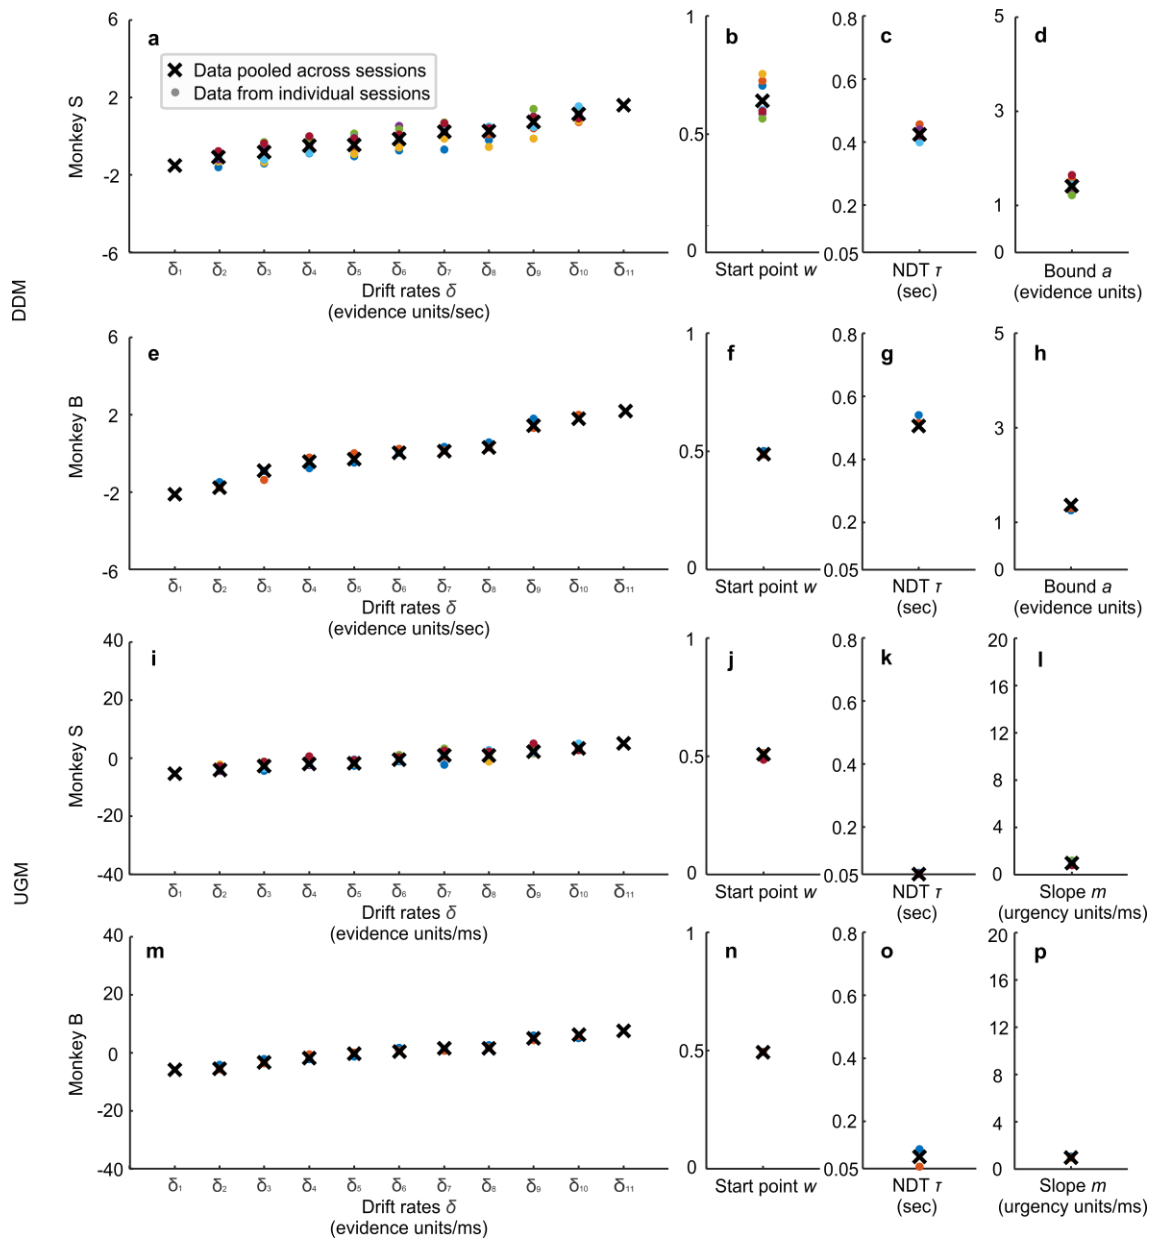 DDM
Monkey S
a
Data pooled across sessions
Data from individual sessions
6
2
-2
-6
δ₁ δ₂ δ₃ δ₄ δ₅ δ₆ δ₇ δ₈ δ₉ δ₁₀ δ₁₁
Drift rates δ
(evidence units/sec)
b
1
0.5
0
Start point w
c
0.8
0.6
0.4
0.2
0.05
NDT τ
(sec)
d
5
3
1
0
Bound a
(evidence units)
Monkey B
e
6
2
-2
-6
δ₁ δ₂ δ₃ δ₄ δ₅ δ₆ δ₇ δ₈ δ₉ δ₁₀ δ₁₁
Drift rates δ
(evidence units/sec)
f
1
0.5
0
Start point w
g
0.8
0.6
0.4
0.2
0.05
NDT τ
(sec)
h
5
3
1
0
Bound a
(evidence units)
UGM
Monkey S
i
40
20
0
-20
-40
δ₁ δ₂ δ₃ δ₄ δ₅ δ₆ δ₇ δ₈ δ₉ δ₁₀ δ₁₁
Drift rates δ
(evidence units/ms)
j
1
0.5
0
Start point w
k
0.8
0.6
0.4
0.2
0.05
NDT τ
(sec)
l
20
16
12
8
4
0
Slope m
(urgency units/ms)
Monkey B
m
40
20
0
-20
-40
δ₁ δ₂ δ₃ δ₄ δ₅ δ₆ δ₇ δ₈ δ₉ δ₁₀ δ₁₁
Drift rates δ
(evidence units/ms)
n
1
0.5
0
Start point w
o
0.8
0.6
0.4
0.2
0.05
NDT τ
(sec)
p
20
16
12
8
4
0
Slope m
(urgency units/ms)